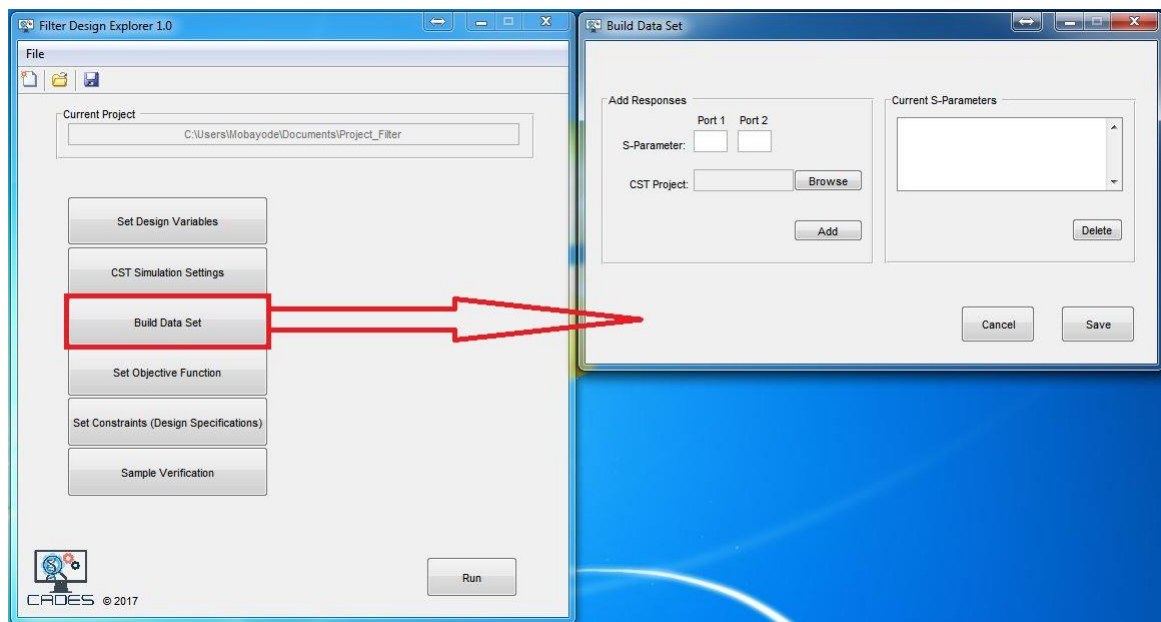 Filter Design Explorer 1.0
File
Current Project
C:\Users\Mobayode\Documents\Project_Filter
Set Design Variables
CST Simulation Settings
Build Data Set
Set Objective Function
Set Constraints (Design Specifications)
Sample Verification
Run
CADES © 2017
Build Data Set
Add Responses
Port 1 Port 2
S-Parameter:
CST Project:
Browse
Add
Current S-Parameters
Delete
Cancel
Save